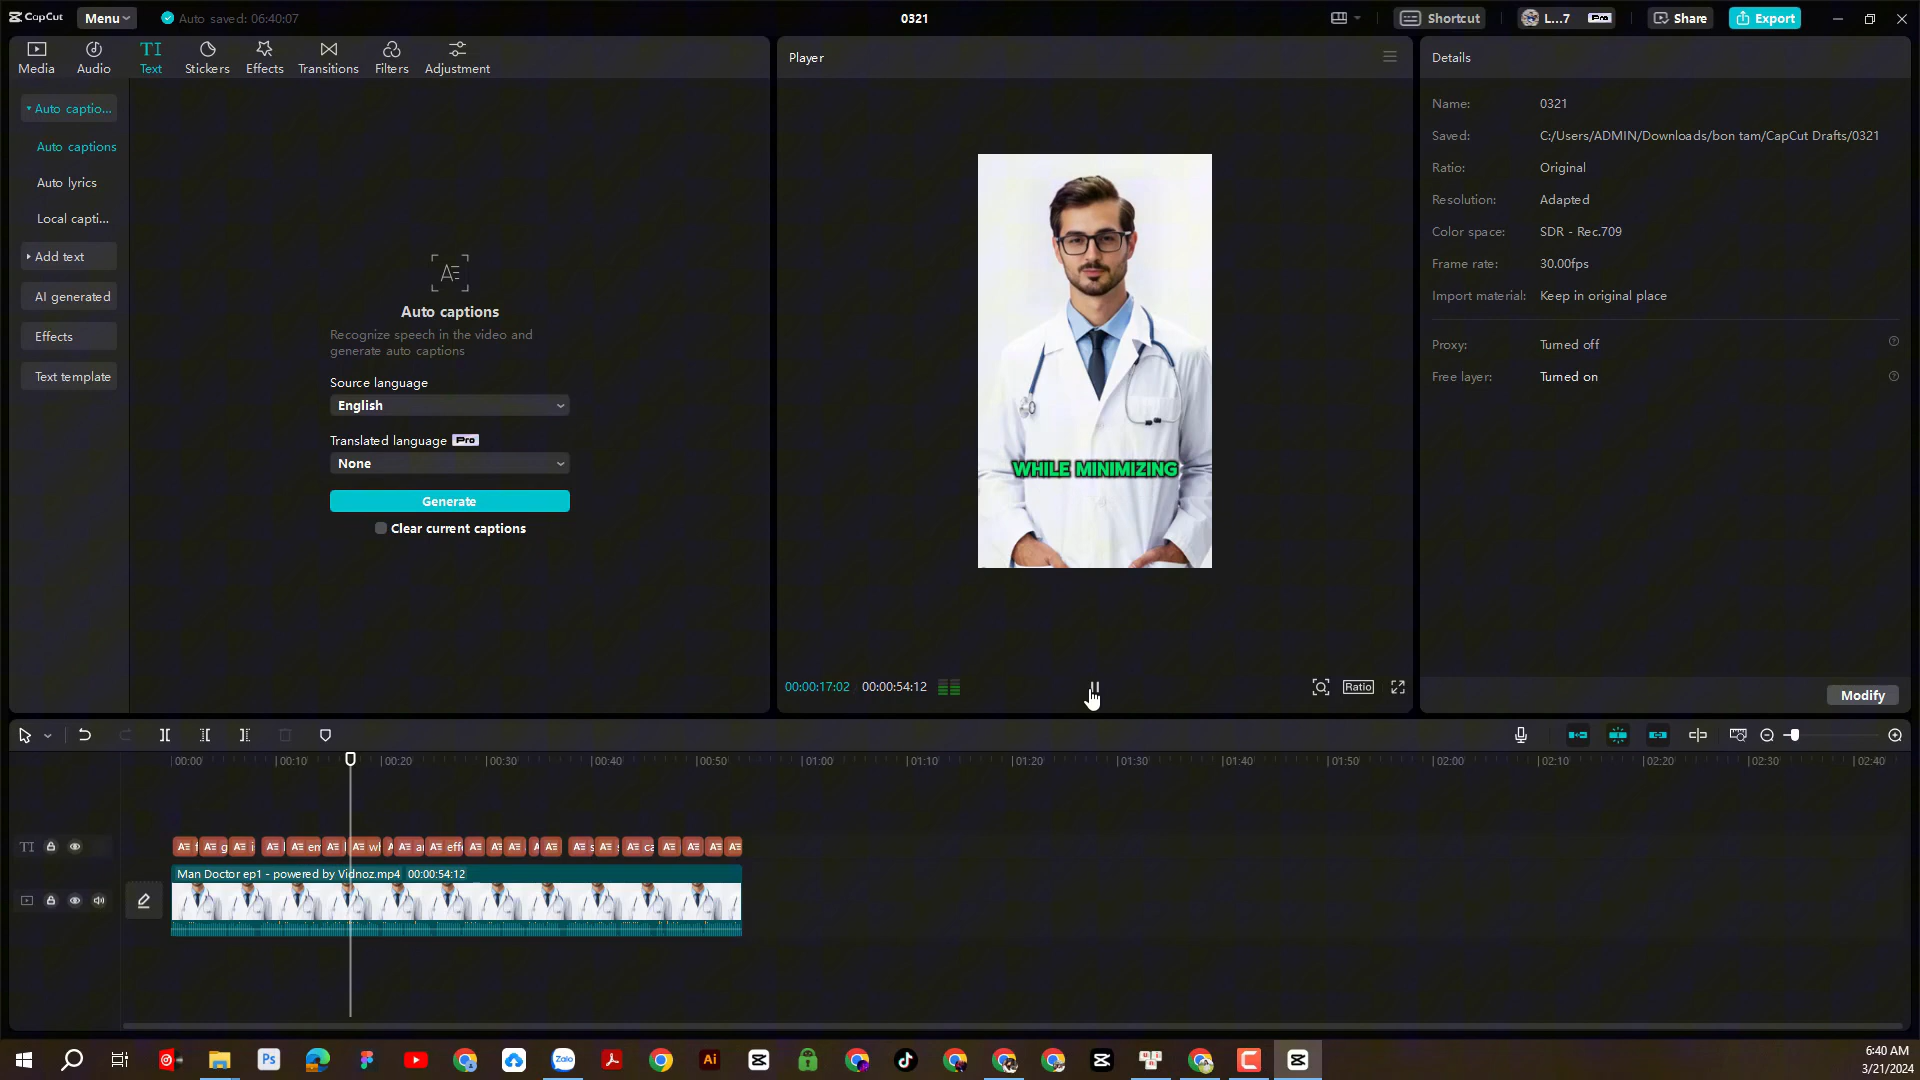 CapCut
Menu
Auto saved: 06:40:07
0321
Shortcut
L...7
Pro
Share
Export
Media
Audio
TI
Text
Stickers
Effects
Transitions
Filters
Adjustment
Player
Details
Auto captio...
Auto captions
Auto lyrics
Local capti...
Add text
AI generated
Effects
Text template
Auto captions
Recognize speech in the video and
generate auto captions
Source language
English
Translated language Pro
None
Generate
Clear current captions
WHILE MINIMIZING
00:00:17:02 00:00:54:12
Ratio
Name: 0321
Saved: C:/Users/ADMIN/Downloads/bon tam/CapCut Drafts/0321
Ratio: Original
Resolution: Adapted
Color space: SDR - Rec.709
Frame rate: 30.00fps
Import material: Keep in original place
Proxy: Turned off
Free layer: Turned on
Modify
00:00 00:10 00:20 00:30 00:40 00:50 01:00 01:10 01:20 01:30 01:40 01:50 02:00 02:10 02:20 02:30 02:40
TI
Man Doctor ep1 - powered by Vidnoz.mp4 00:00:54:12
Ps
Zalo
Ai
6:40 AM
3/21/2024